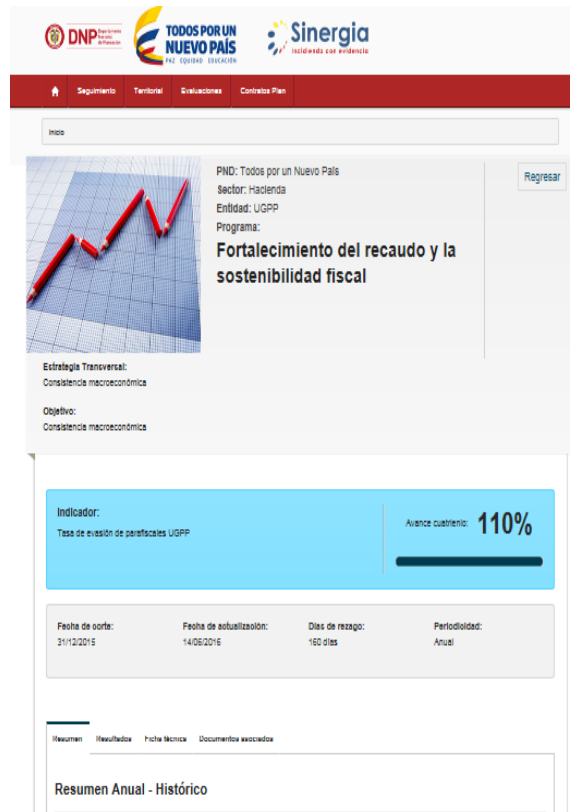 DNP Departamento
Nacional
de Planeación
TODOS POR UN
NUEVO PAÍS
PAZ EQUIDAD EDUCACIÓN
Sinergia
incidiendo con evidencia
Seguimiento Territorial Evaluaciones Contratos Plan
Inicio
PND: Todos por un Nuevo País
Sector: Hacienda
Entidad: UGPP
Programa:
Fortalecimiento del recaudo y la
sostenibilidad fiscal
Regresar
Estrategia Transversal:
Consistencia macroeconómica
Objetivo:
Consistencia macroeconómica
Indicador:
Tasa de evasión de parafiscales UGPP
Avance cuatrienio: 110%
Fecha de corte: Fecha de actualización: Días de rezago: Periodicidad:
31/12/2015 14/06/2016 160 días Anual
Resumen Resultados Ficha técnica Documentos asociados
Resumen Anual - Histórico